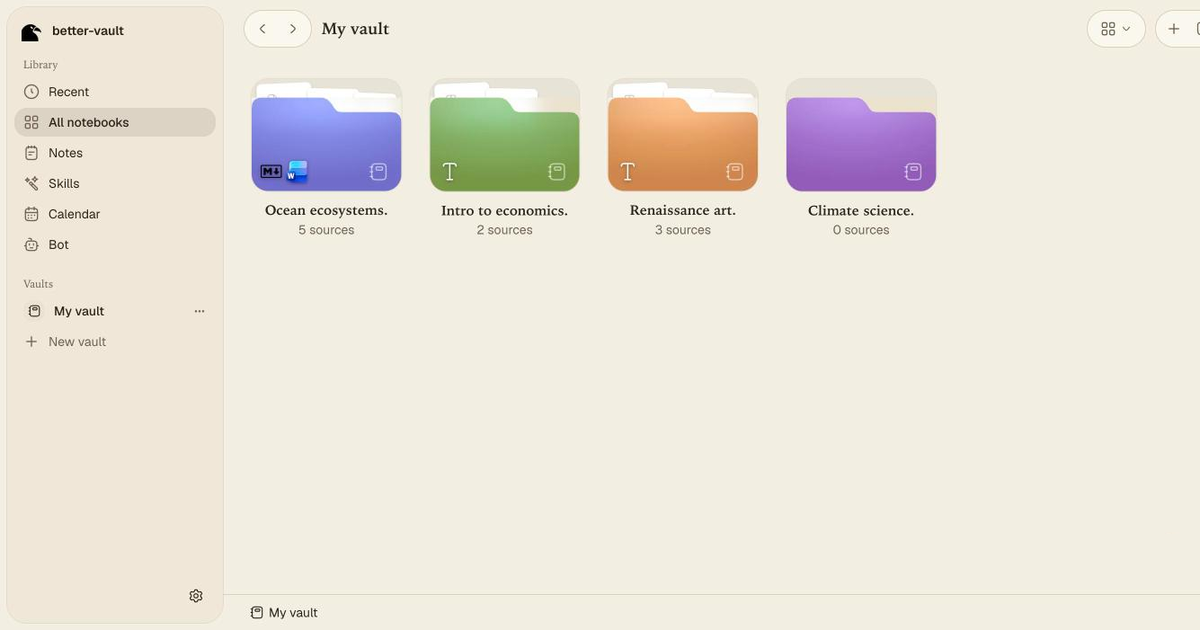 better-vault
Library
Recent
All notebooks
Notes
Skills
Calendar
Bot
Vaults
My vault
New vault
My vault
M
W
T
T
Ocean ecosystems.
5 sources
Intro to economics.
2 sources
Renaissance art.
3 sources
Climate science.
0 sources
My vault